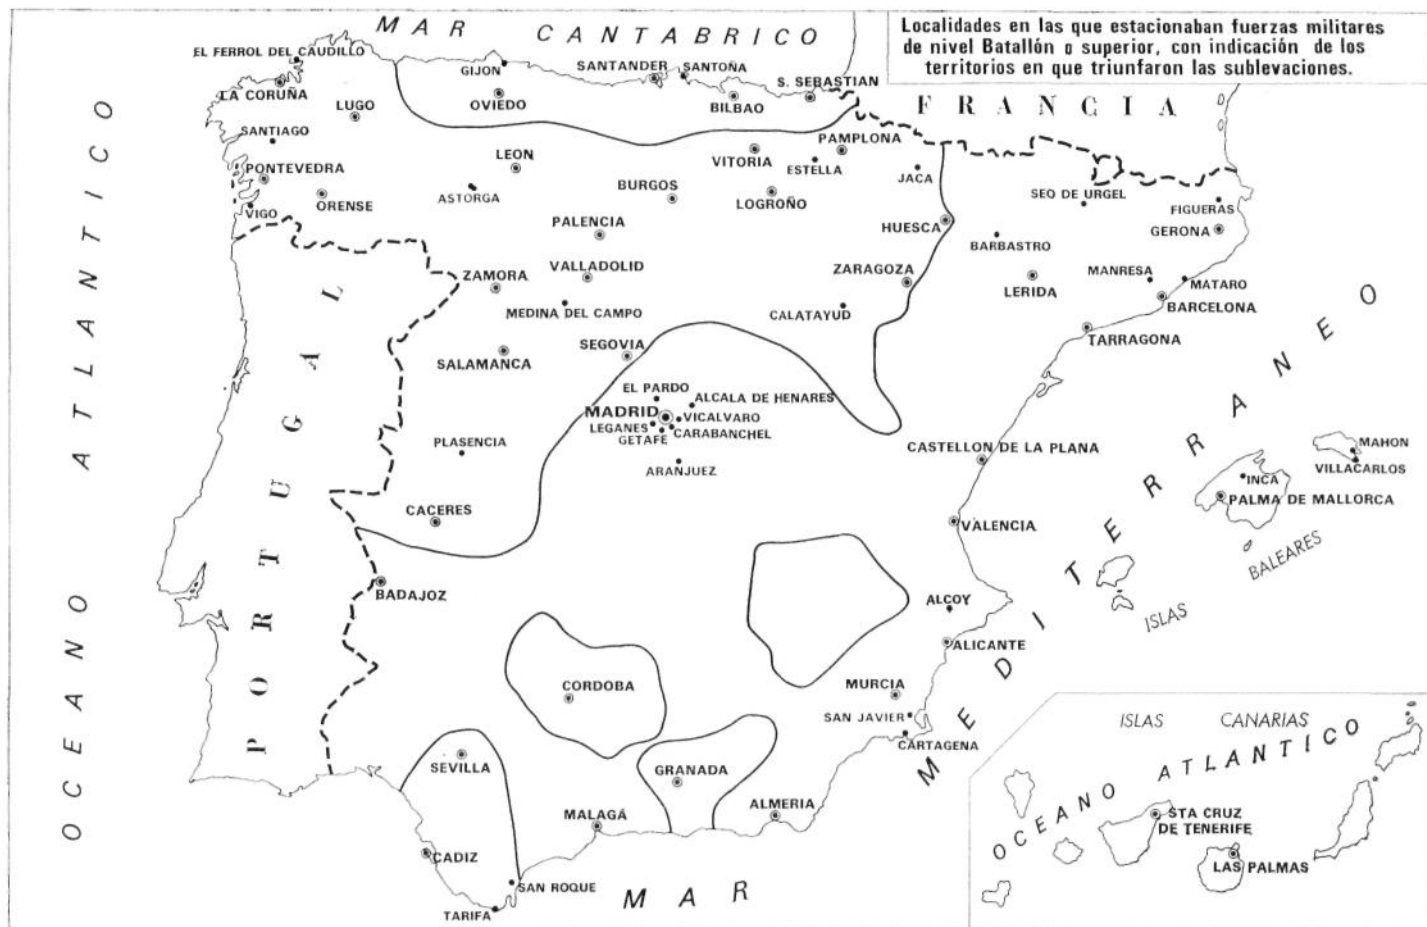 MAR CANTABRICO
Localidades en las que estacionaban fuerzas militares
de nivel Batallón o superior, con indicación de los
territorios en que triunfaron las sublevaciones.
EL FERROL DEL CAUDILLO
GIJON
SANTANDER
SANTOÑA
S. SEBASTIAN
LA CORUÑA
LUGO
OVIEDO
BILBAO
FRANCIA
SANTIAGO
PAMPLONA
PONTEVEDRA
LEON
VITORIA
ESTELLA
JACA
VIGO
ORENSE
ASTORGA
BURGOS
LOGROÑO
SEO DE URGEL
FIGUERAS
PALENCIA
HUESCA
BARBASTRO
GERONA
ZAMORA
VALLADOLID
ZARAGOZA
LERIDA
MANRESA
MATARO
MEDINA DEL CAMPO
CALATAYUD
BARCELONA
SALAMANCA
SEGOVIA
TARRAGONA
EL PARDO
ALCALA DE HENARES
MADRID
VICALVARO
LEGANES
CARABANCHEL
GETAFE
PLASENCIA
ARANJUEZ
CASTELLON DE LA PLANA
MAHON
VILLACARLOS
INCA
PALMA DE MALLORCA
CACERES
VALENCIA
BALEARES
ISLAS
BADAJOZ
ALCOY
ALICANTE
CORDOBA
MURCIA
SAN JAVIER
CARTAGENA
SEVILLA
GRANADA
MALAGÁ
ALMERIA
CADIZ
SAN ROQUE
TARIFA
OCEANO ATLANTICO
PORTUGAL
MAR MEDITERRANEO
ISLAS CANARIAS
OCEANO ATLANTICO
STA CRUZ
DE TENERIFE
LAS PALMAS